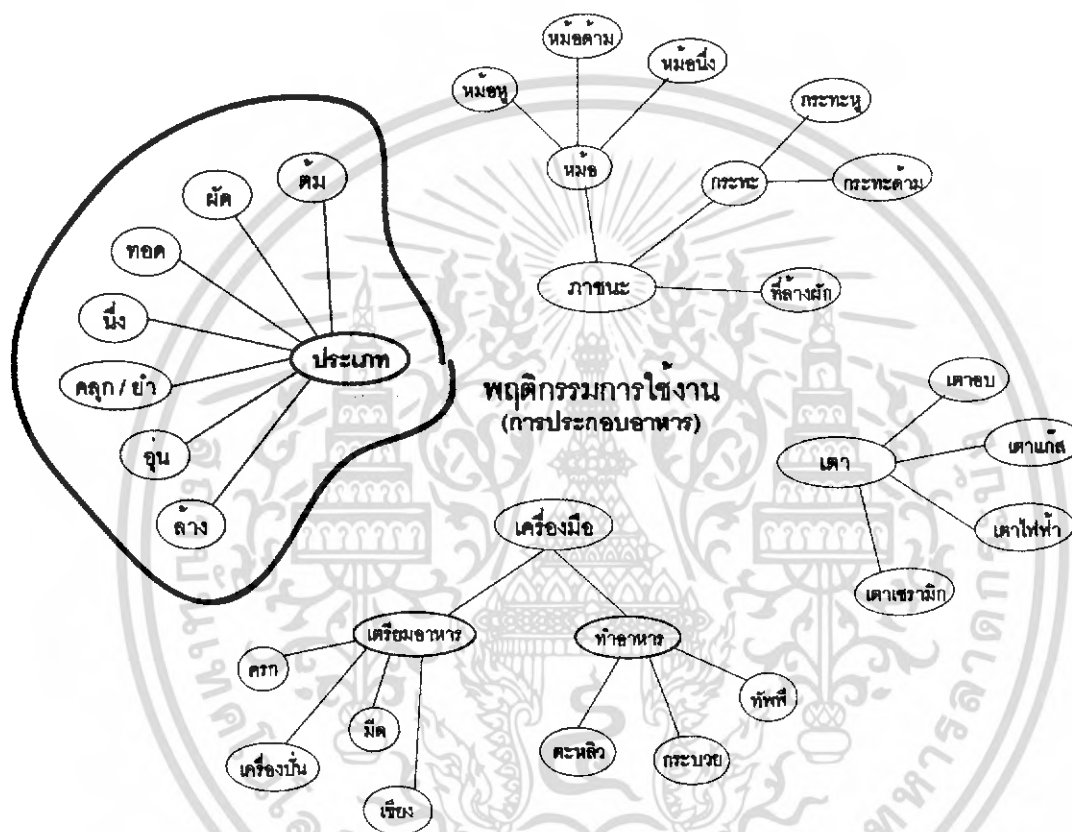 หม้อด้าม
หม้อนึ่ง
หม้อหู
กระทะหู
หม้อ
กระทะ
กระทะด้าม
ภาชนะ
ที่ล้างผัก
ต้ม
ผัด
ทอด
นึ่ง
คลุก / ยำ
อุ่น
ล้าง
ประเภท
พฤติกรรมการใช้งาน
(การประกอบอาหาร)
เตาอบ
เตา
เตาแก๊ส
เตาไฟฟ้า
เตาเซรามิก
เครื่องมือ
เตรียมอาหาร
ทำอาหาร
ครก
มีด
เครื่องปั่น
เขียง
ทัพพี
ตะหลิว
กระบวย